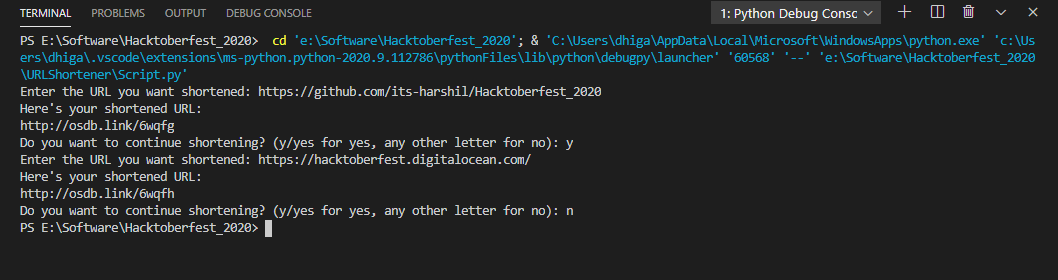 TERMINAL PROBLEMS OUTPUT DEBUG CONSOLE 1: Python Debug Consc
PS E:\Software\Hacktoberfest_2020>  cd 'e:\Software\Hacktoberfest_2020'; & 'C:\Users\dhiga\AppData\Local\Microsoft\WindowsApps\python.exe' 'c:\Us
ers\dhiga\.vscode\extensions\ms-python.python-2020.9.112786\pythonFiles\lib\python\debugpy\launcher' '60568' '--' 'e:\Software\Hacktoberfest_2020
\URLShortener\Script.py'
Enter the URL you want shortened: https://github.com/its-harshil/Hacktoberfest_2020
Here's your shortened URL:
http://osdb.link/6wqfg
Do you want to continue shortening? (y/yes for yes, any other letter for no): y
Enter the URL you want shortened: https://hacktoberfest.digitalocean.com/
Here's your shortened URL:
http://osdb.link/6wqfh
Do you want to continue shortening? (y/yes for yes, any other letter for no): n
PS E:\Software\Hacktoberfest_2020>